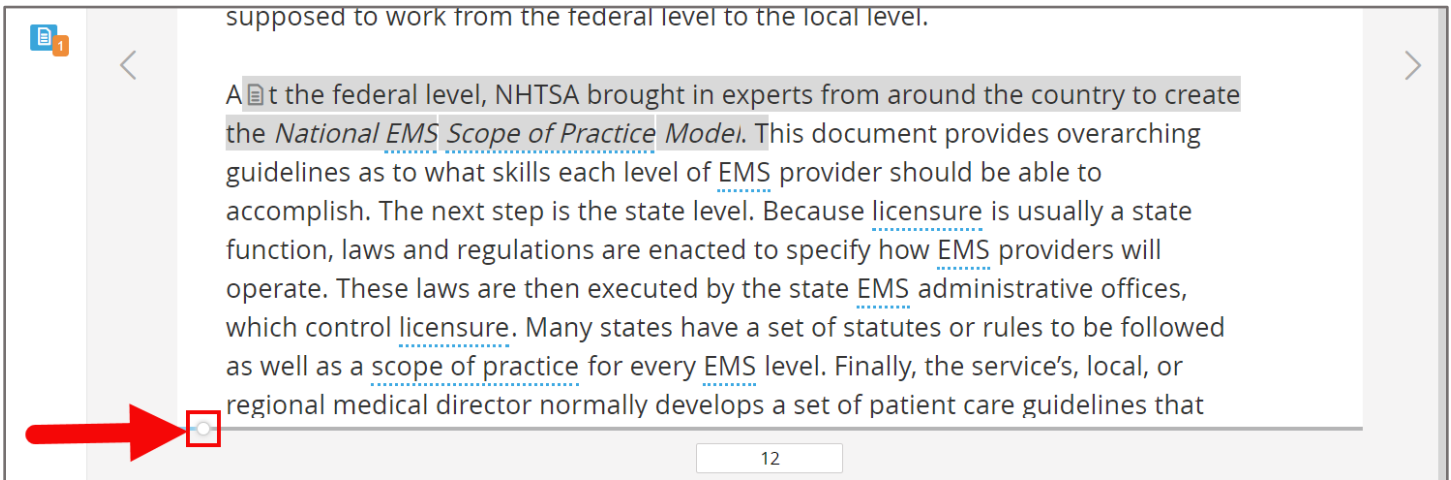 supposed to work from the federal level to the local level.
1
At the federal level, NHTSA brought in experts from around the country to create
the National EMS Scope of Practice Model. This document provides overarching
guidelines as to what skills each level of EMS provider should be able to
accomplish. The next step is the state level. Because licensure is usually a state
function, laws and regulations are enacted to specify how EMS providers will
operate. These laws are then executed by the state EMS administrative offices,
which control licensure. Many states have a set of statutes or rules to be followed
as well as a scope of practice for every EMS level. Finally, the service’s, local, or
regional medical director normally develops a set of patient care guidelines that
12